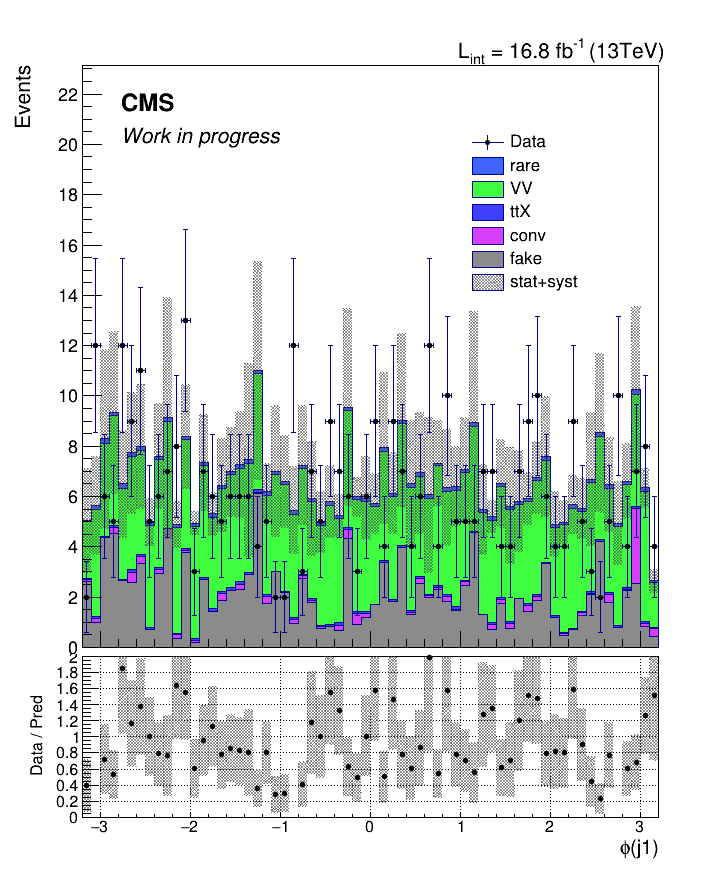 L_int = 16.8 fb^-1 (13TeV)
Events
CMS
Work in progress
Data
rare
VV
ttX
conv
fake
stat+syst
22
20
18
16
14
12
10
8
6
4
2
0
Data / Pred
2
1.8
1.6
1.4
1.2
1
0.8
0.6
0.4
0.2
0
−3 −2 −1 0 1 2 3
φ(j1)